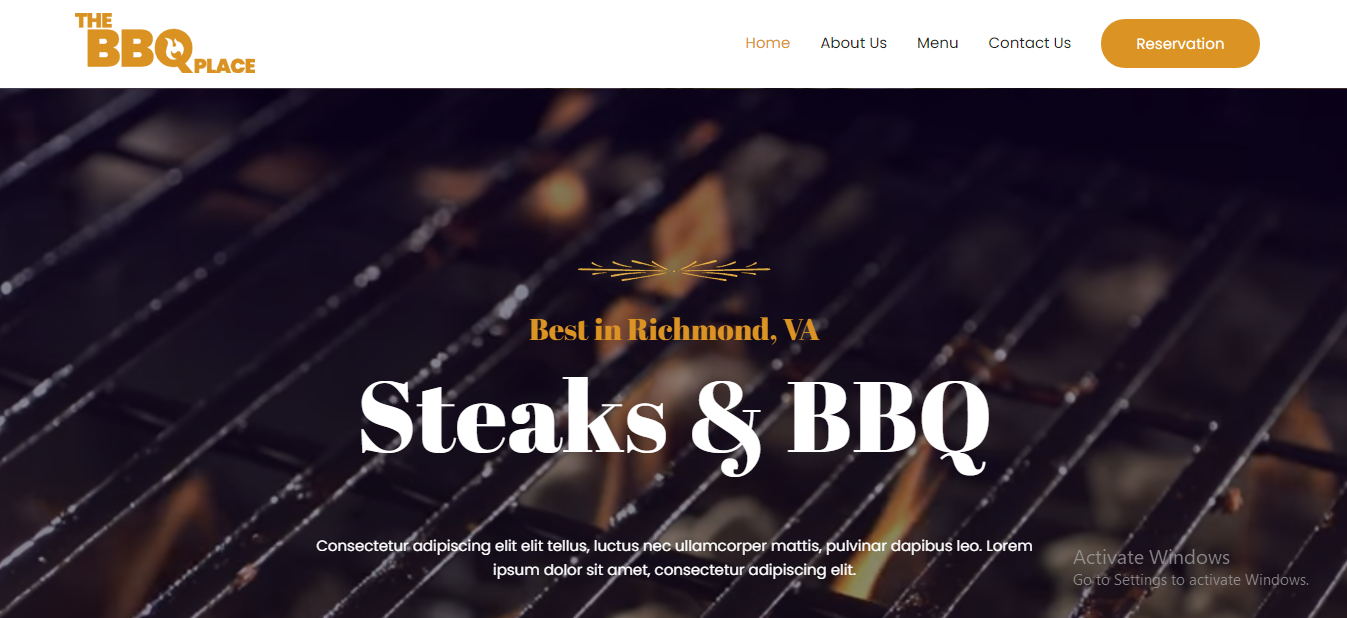 THE
BBQ
PLACE
Home About Us Menu Contact Us Reservation
Best in Richmond, VA
Steaks & BBQ
Consectetur adipiscing elit elit tellus, luctus nec ullamcorper mattis, pulvinar dapibus leo. Lorem
ipsum dolor sit amet, consectetur adipiscing elit.
Activate Windows
Go to Settings to activate Windows.